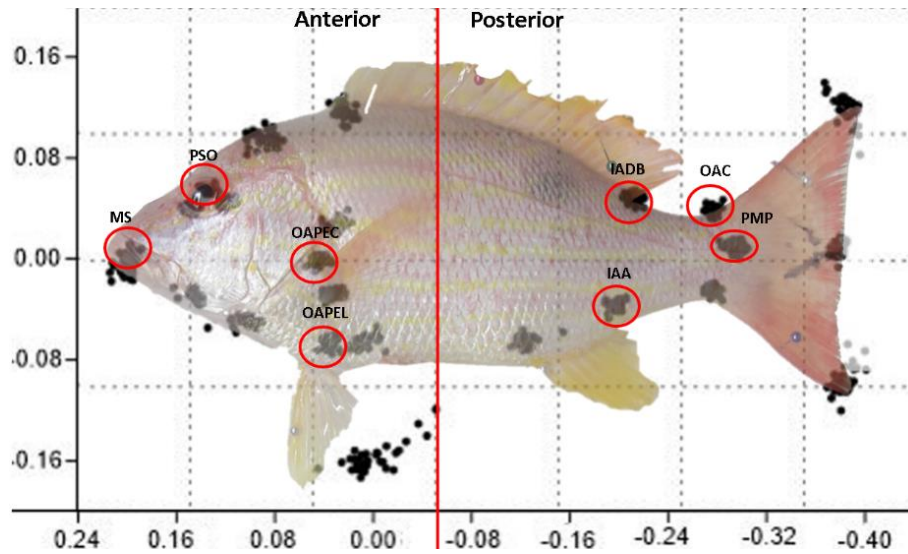 Anterior Posterior
0.16
PSO
0.08
IADB OAC
MS
PMP
OAPEC
0.00
IAA
OAPEL
-0.08
-0.16
0.24 0.16 0.08 0.00 -0.08 -0.16 -0.24 -0.32 -0.40